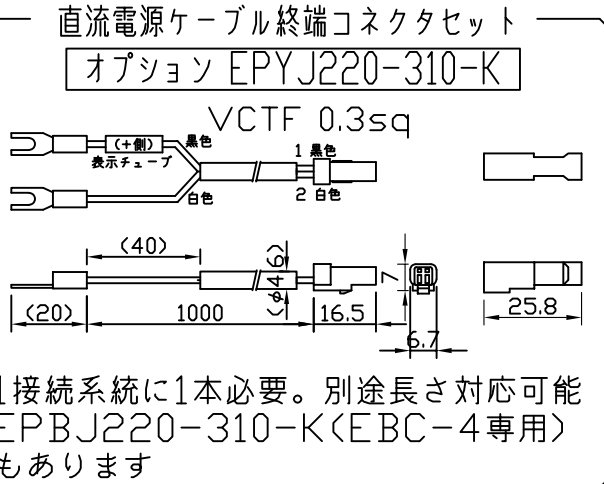 直流電源ケーブル終端コネクタセット
オプション EPYJ220-310-K
VCTF 0.3sq
(+側)
黒色
表示チューブ
白色
1 黒色
2 白色
(40)
(φ4.6)
7
(20)
1000
16.5
6.7
25.8
1接続系統に1本必要。別途長さ対応可能
EPBJ220-310-K(EBC-4専用)
もあります